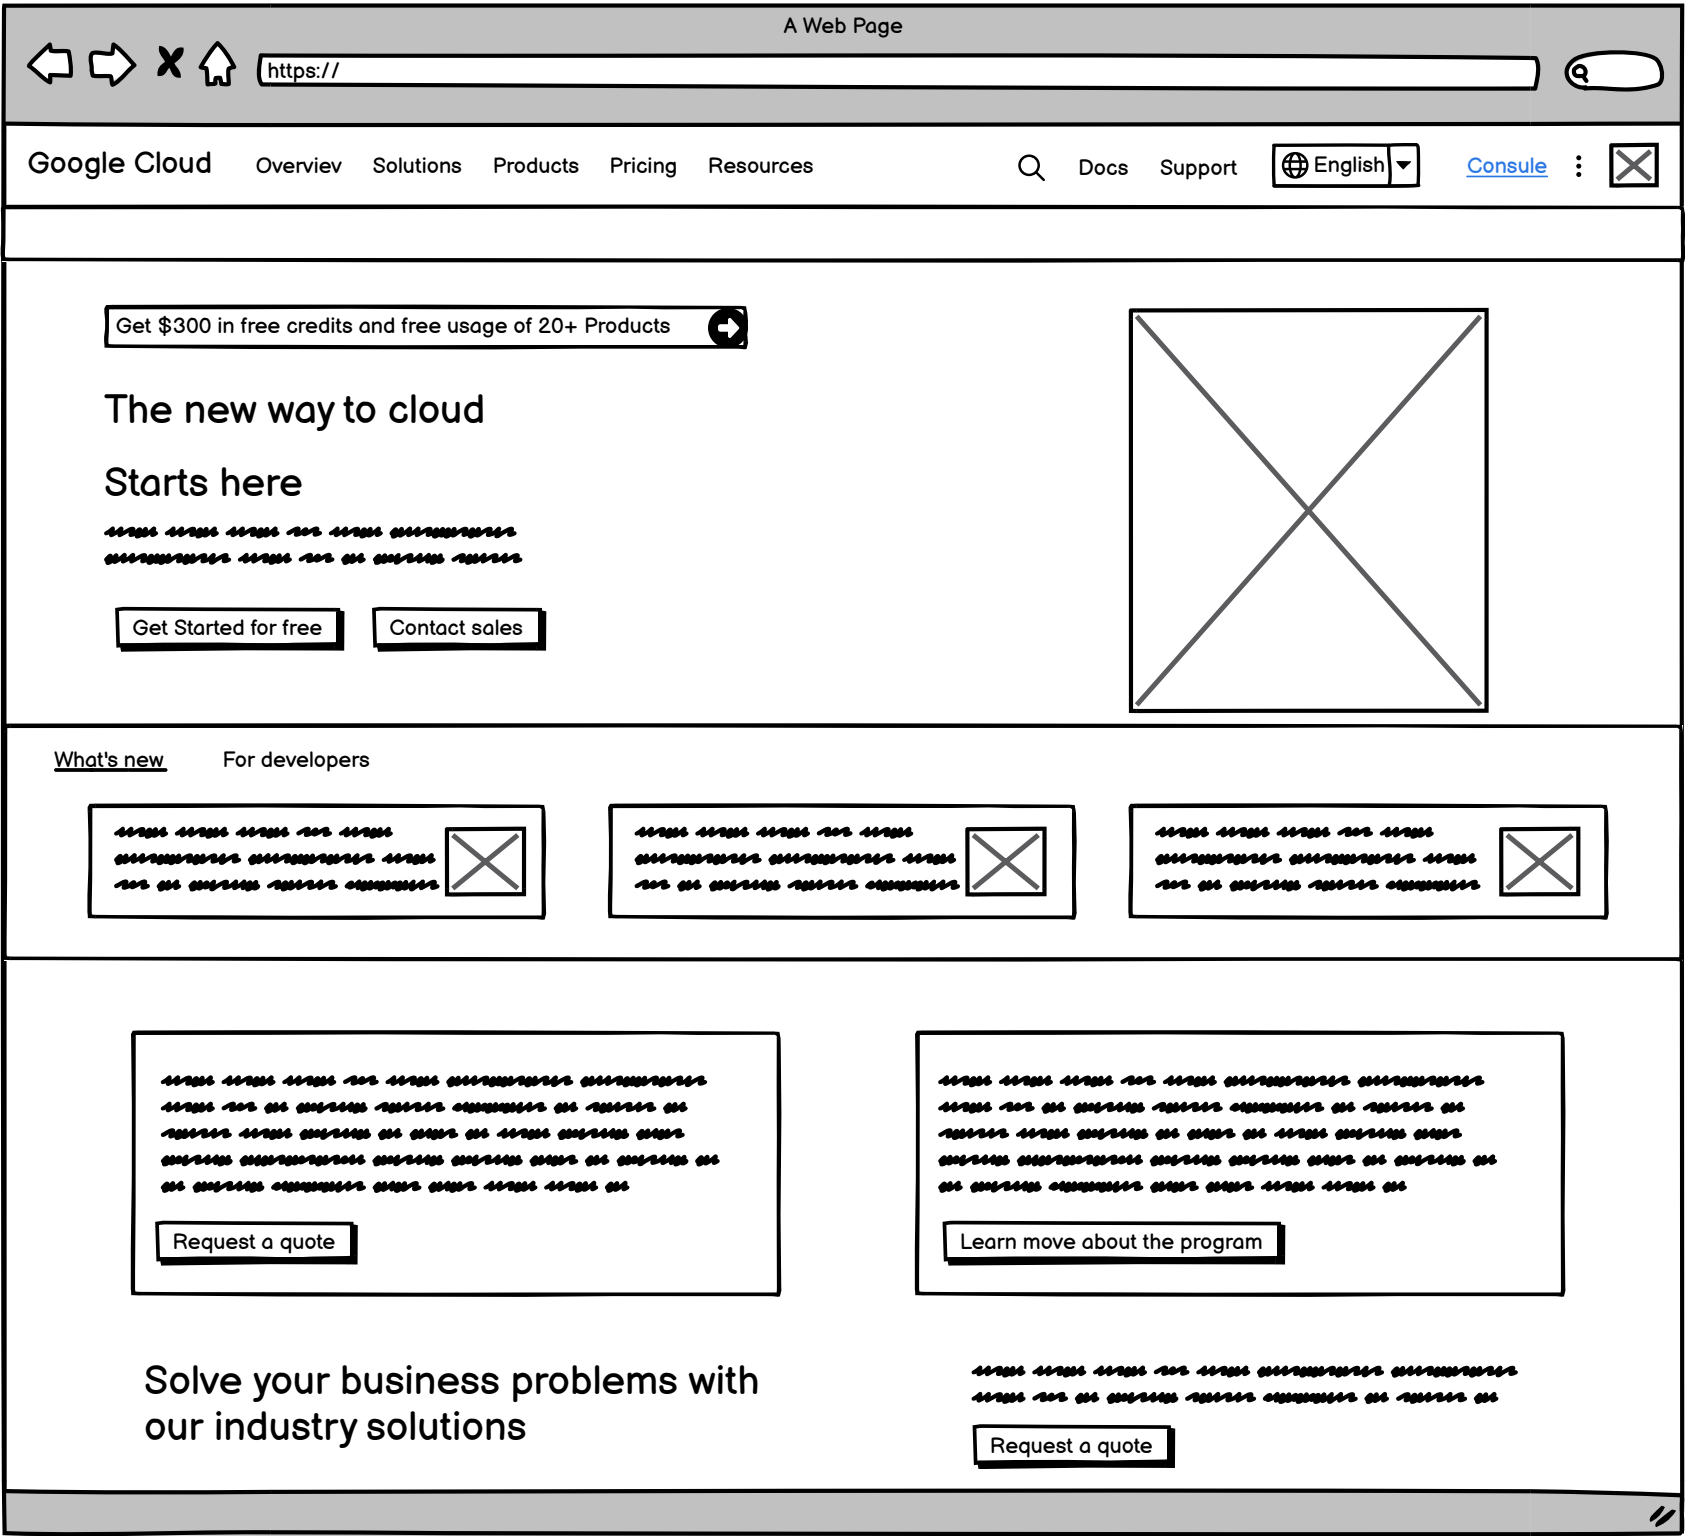 A Web Page
https://
Google Cloud Overviev Solutions Products Pricing Resources Docs Support English Consule
Get $300 in free credits and free usage of 20+ Products
The new way to cloud
Starts here
Get Started for free Contact sales
What's new For developers
Request a quote Learn move about the program
Solve your business problems with
our industry solutions
Request a quote